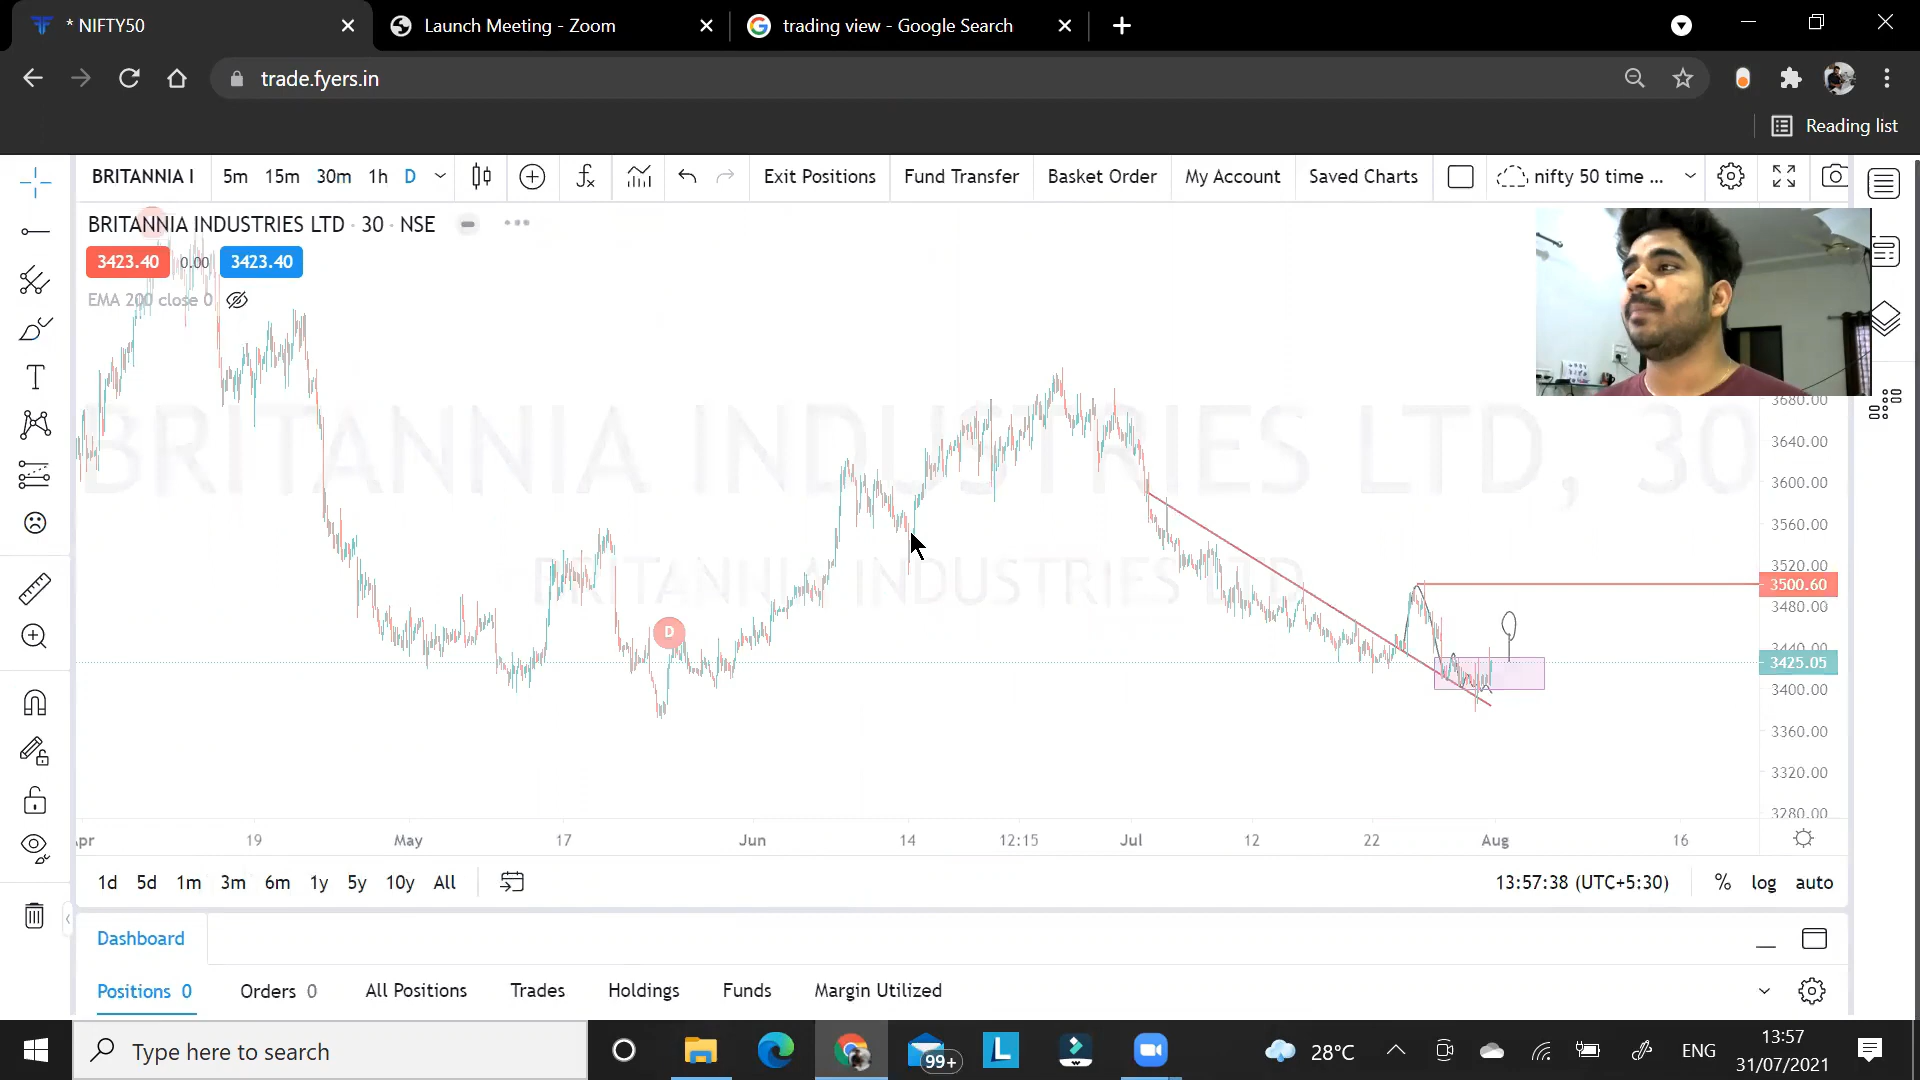 * NIFTY50
Launch Meeting - Zoom
trading view - Google Search
trade.fyers.in
Reading list
BRITANNIA I 5m 15m 30m 1h D Exit Positions Fund Transfer Basket Order My Account Saved Charts nifty 50 time ...
BRITANNIA INDUSTRIES LTD · 30 · NSE
3423.40 0.00 3423.40
EMA 200 close 0
BRITANNIA INDUSTRIES LTD, 30
BRITANNIA INDUSTRIES LTD
D
3680.00
3640.00
3600.00
3560.00
3520.00
3500.60
3480.00
3440.00
3425.05
3400.00
3360.00
3320.00
3280.00
Apr 19 May 17 Jun 14 12:15 Jul 12 22 Aug 16
1d 5d 1m 3m 6m 1y 5y 10y All
13:57:38 (UTC+5:30) % log auto
Dashboard
Positions 0 Orders 0 All Positions Trades Holdings Funds Margin Utilized
Type here to search
99+
L
28°C
ENG
13:57
31/07/2021